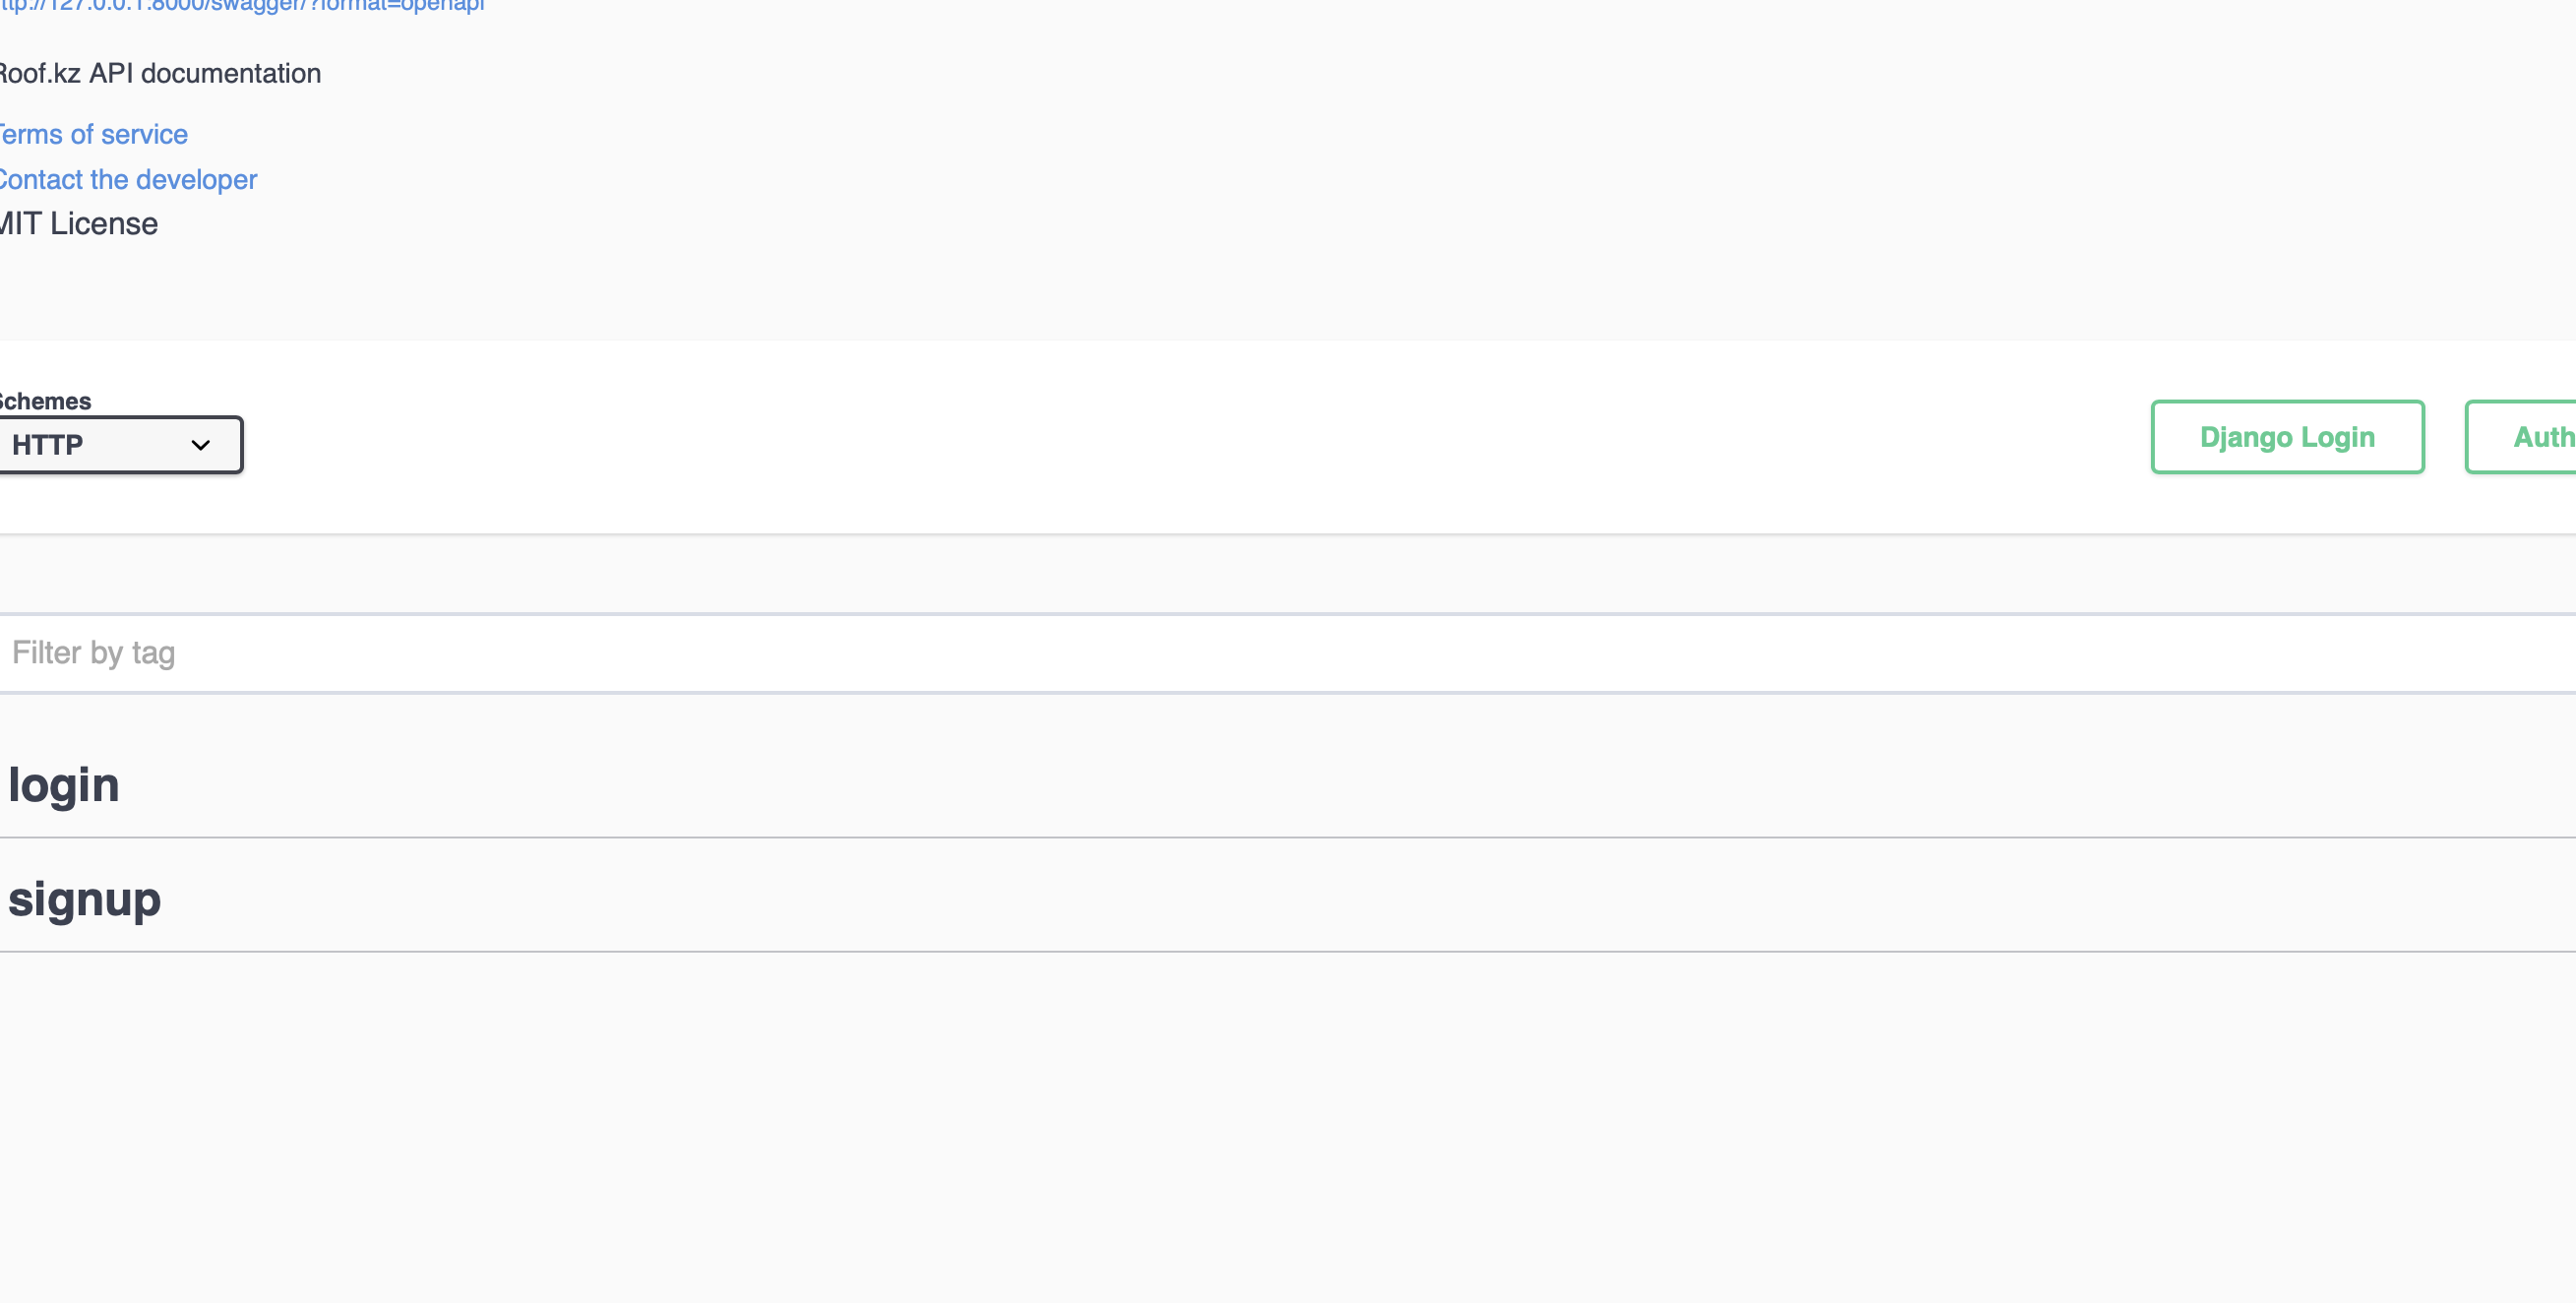 ttp://127.0.0.1:8000/swagger/?format=openapi
Roof.kz API documentation
Terms of service
Contact the developer
MIT License
Schemes
HTTP
Django Login
Auth
Filter by tag
login
signup